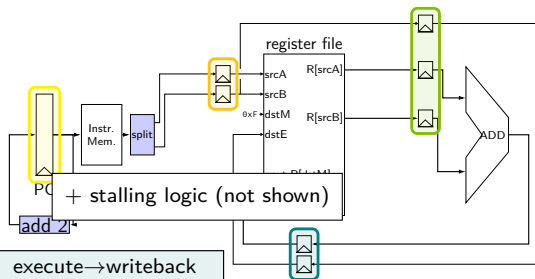 register file
srcA
srcB
dstM
dstE
0xF
R[srcA]
R[srcB]
Instr.
Mem.
split
ADD
PC
+ stalling logic (not shown)
add 2
execute→writeback